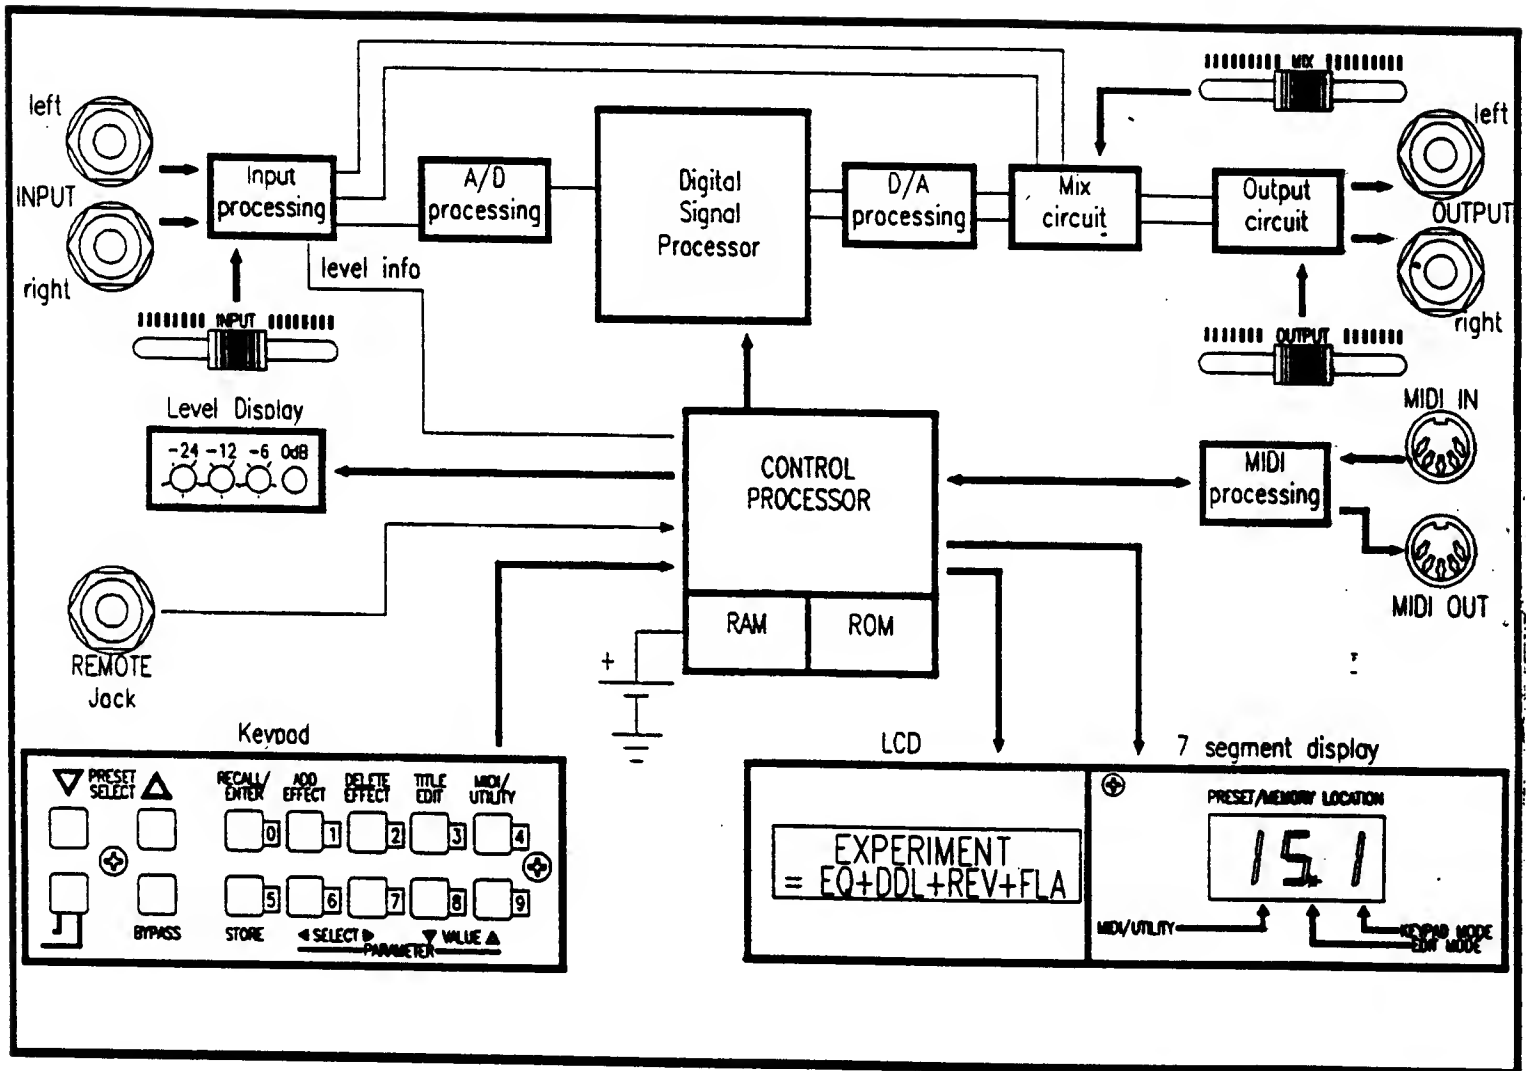 left
INPUT
right
Input
processing
A/D
processing
Digital
Signal
Processor
D/A
processing
Mix
circuit
Output
circuit
MIX
left
OUTPUT
right
level info
INPUT
OUTPUT
Level Display
-24 -12 -6 0dB
CONTROL
PROCESSOR
RAM
ROM
+
MIDI
processing
MIDI IN
MIDI OUT
REMOTE
Jack
Keypad
PRESET
SELECT
RECALL/
ENTER
ADD
EFFECT
DELETE
EFFECT
TITLE
EDIT
MIDI/
UTILITY
0 1 2 3 4
5 6 7 8 9
BYPASS
STORE
SELECT
VALUE
PARAMETER
LCD
EXPERIMENT
= EQ+DDL+REV+FLA
7 segment display
PRESET/MEMORY LOCATION
15.1
MIDI/UTILITY
KEYPAD MODE
EDIT MODE